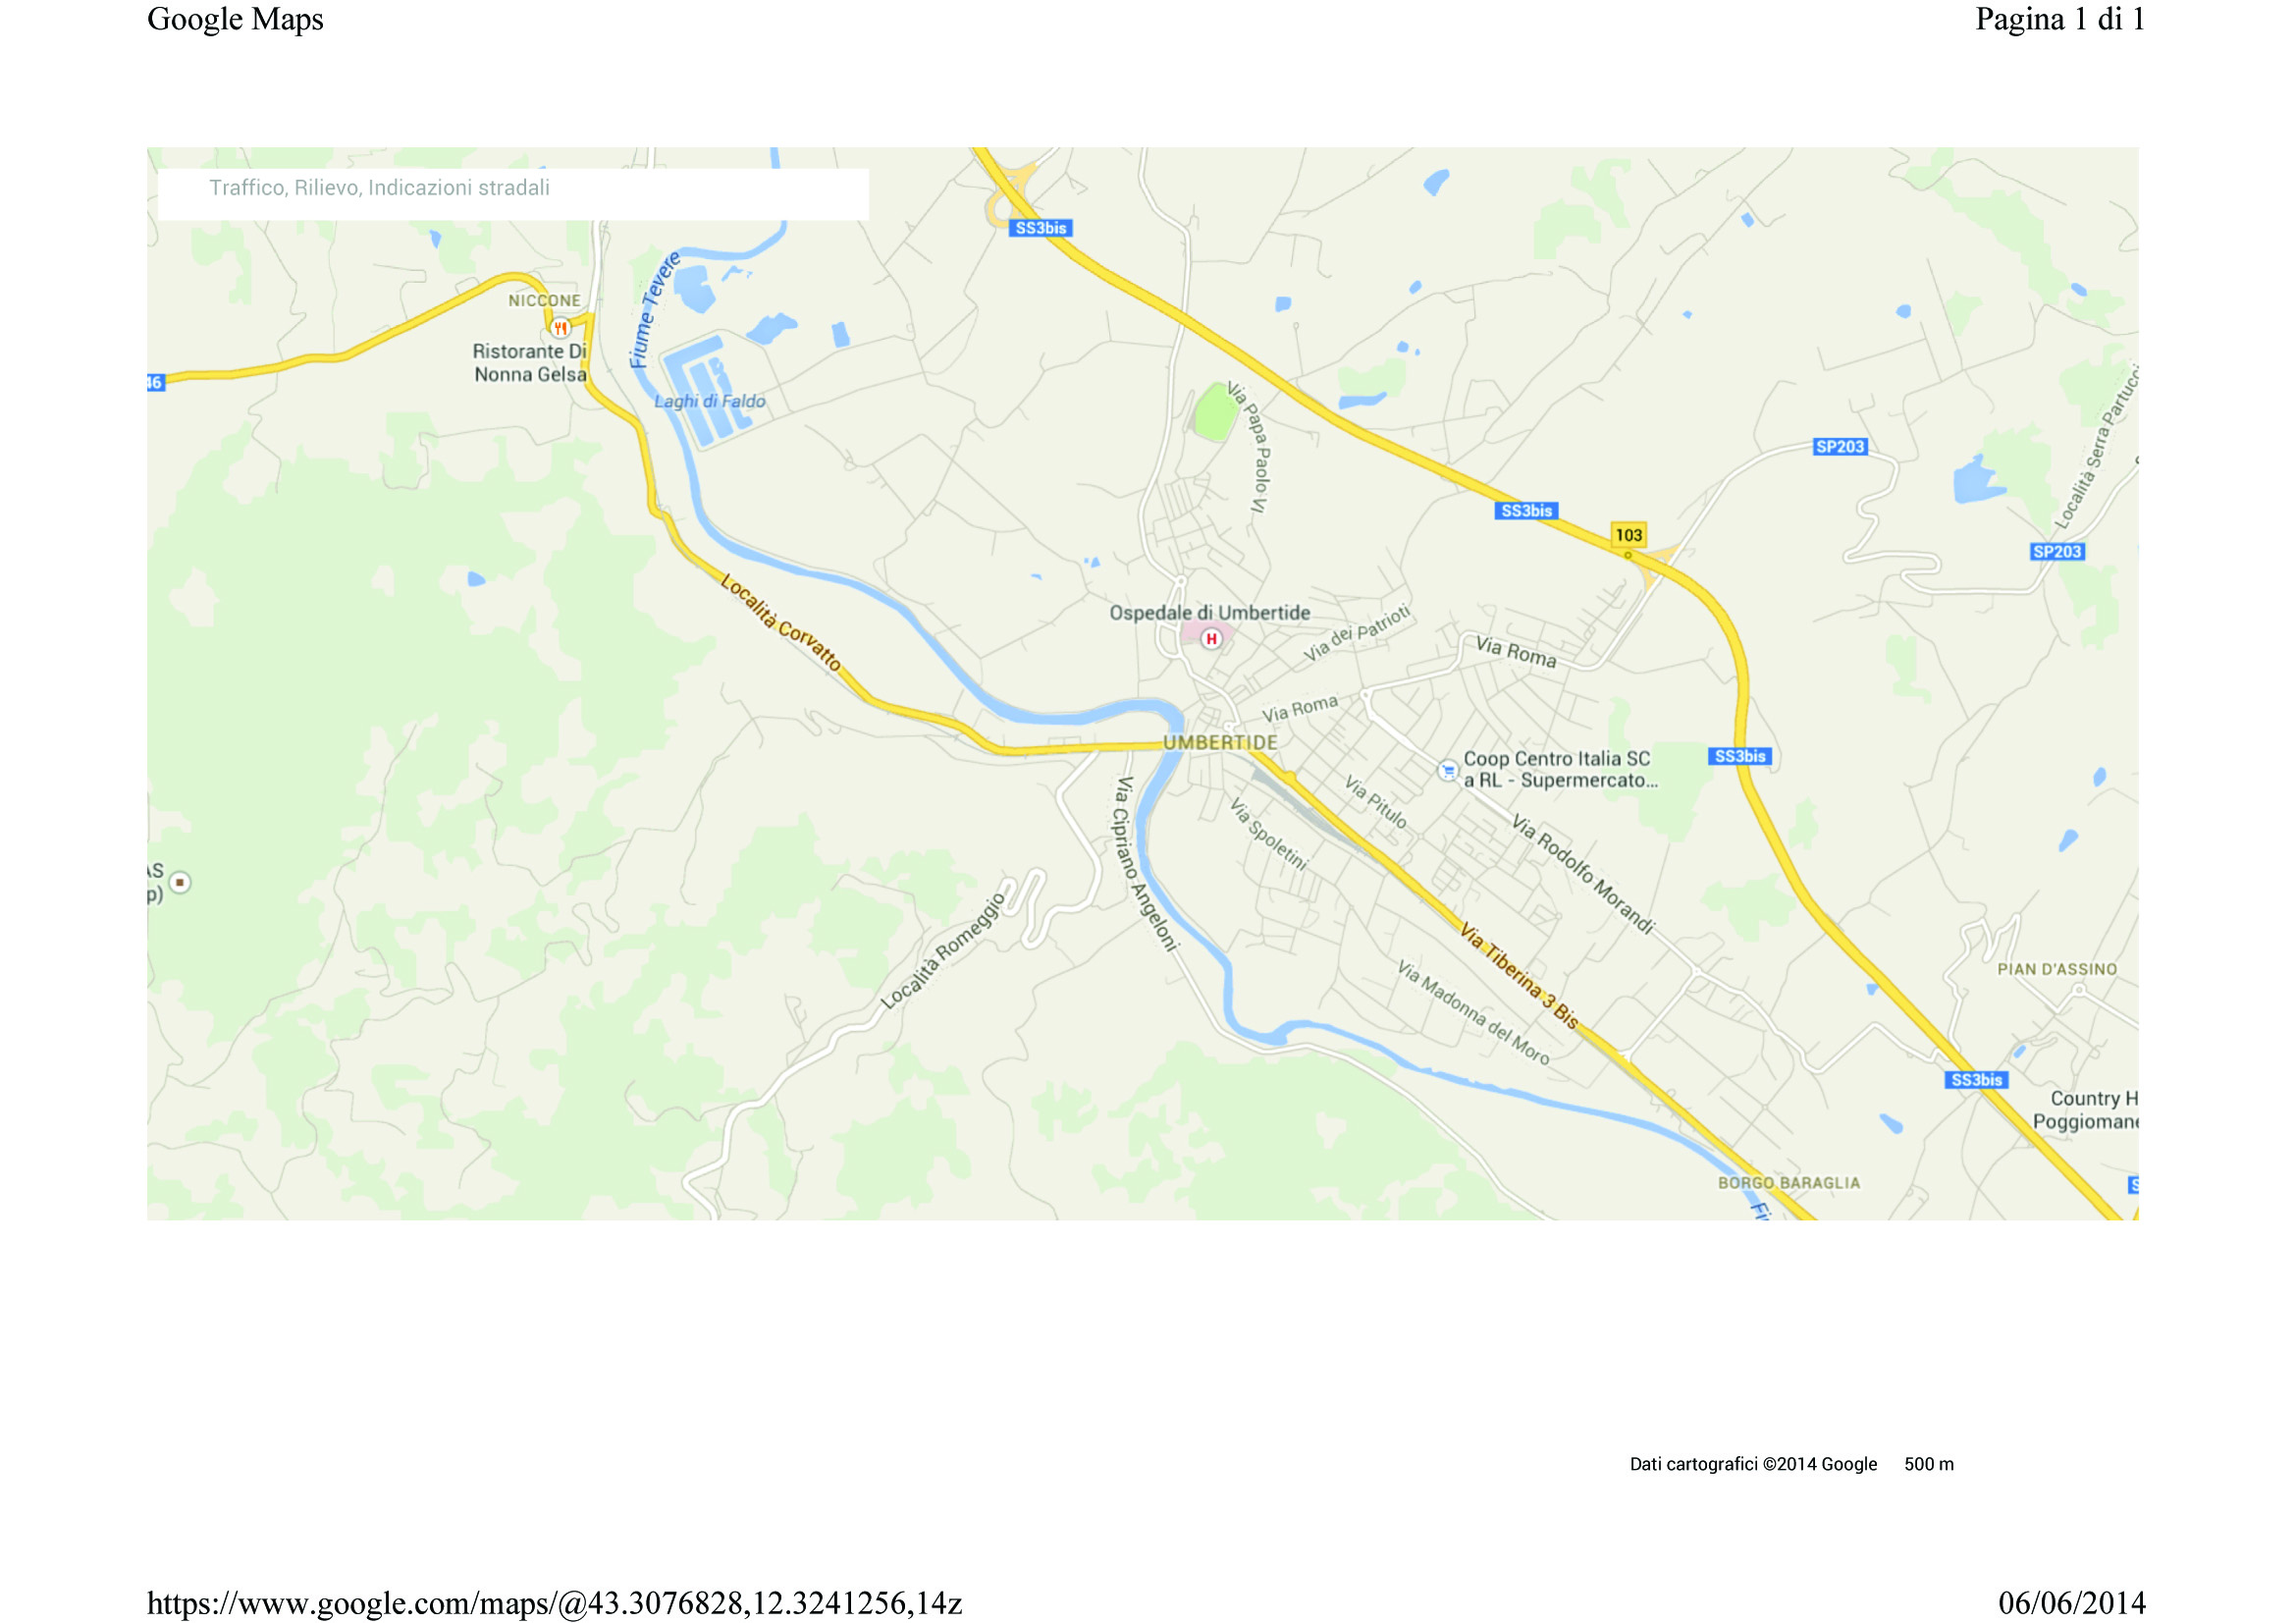 Google Maps
Pagina 1 di 1
Traffico, Rilievo, Indicazioni stradali
SS3bis
Fiume Tevere
NICCONE
Ristorante Di
Nonna Gelsa
46
Laghi di Faldo
Via Papa Paolo VI
SP203
Località Serra Partucci
SS3bis
103
SP203
Località Corvatto
Ospedale di Umbertide
H
Via dei Patrioti
Via Roma
Via Roma
UMBERTIDE
SS3bis
Coop Centro Italia SC
a RL - Supermercato...
Via Pitulo
Via Cipriano Angeloni
Via Spoletini
Via Rodolfo Morandi
AS
p)
Località Romeggio
Via Tiberina 3 Bis
Via Madonna del Moro
PIAN D'ASSINO
SS3bis
Country H
Poggiomane
BORGO BARAGLIA
S
Fiu
Dati cartografici ©2014 Google 500 m
https://www.google.com/maps/@43.3076828,12.3241256,14z
06/06/2014